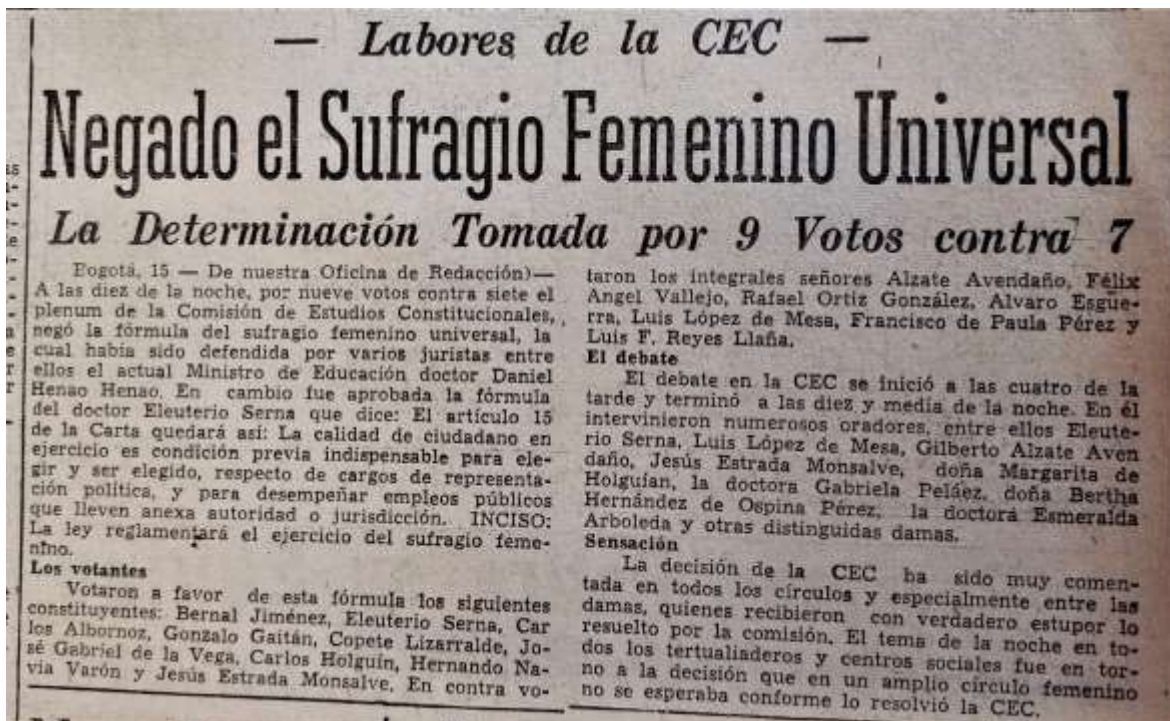 — Labores de la CEC —
Negado el Sufragio Femenino Universal
La Determinación Tomada por 9 Votos contra 7
Bogotá, 15 — De nuestra Oficina de Redacción)—
A las diez de la noche, por nueve votos contra siete el
plenum de la Comisión de Estudios Constitucionales,
negó la fórmula del sufragio femenino universal, la
cual había sido defendida por varios juristas entre
ellos el actual Ministro de Educación doctor Daniel
Henao Henao. En cambio fue aprobada la fórmula
del doctor Eleuterio Serna que dice: El artículo 15
de la Carta quedará así: La calidad de ciudadano en
ejercicio es condición previa indispensable para ele-
gir y ser elegido, respecto de cargos de representa-
ción política, y para desempeñar empleos públicos
que lleven anexa autoridad o jurisdicción. INCISO:
La ley reglamentará el ejercicio del sufragio feme-
nino.
Los votantes
Votaron a favor de esta fórmula los siguientes
constituyentes: Bernal Jiménez, Eleuterio Serna, Car
los Albornoz, Gonzalo Gaitán, Copete Lizarralde, Jo-
sé Gabriel de la Vega, Carlos Holguín, Hernando Na-
via Varón y Jesús Estrada Monsalve. En contra vo-
taron los integrales señores Alzate Avendaño, Félix
Angel Vallejo, Rafael Ortiz González, Alvaro Esgue-
rra, Luis López de Mesa, Francisco de Paula Pérez y
Luis F. Reyes Llaña.
El debate
El debate en la CEC se inició a las cuatro de la
tarde y terminó a las diez y media de la noche. En él
intervinieron numerosos oradores, entre ellos Eleute-
rio Serna, Luis López de Mesa, Gilberto Alzate Aven
daño, Jesús Estrada Monsalve, doña Margarita de
Holguían, la doctora Gabriela Peláez, doña Bertha
Hernández de Ospina Pérez, la doctora Esmeralda
Arboleda y otras distinguidas damas.
Sensación
La decisión de la CEC ha sido muy comen-
tada en todos los círculos y especialmente entre las
damas, quienes recibieron con verdadero estupor lo
resuelto por la comisión. El tema de la noche en to-
dos los tertualiaderos y centros sociales fue en tor-
no a la decisión que en un amplio círculo femenino
no se esperaba conforme lo resolvió la CEC.